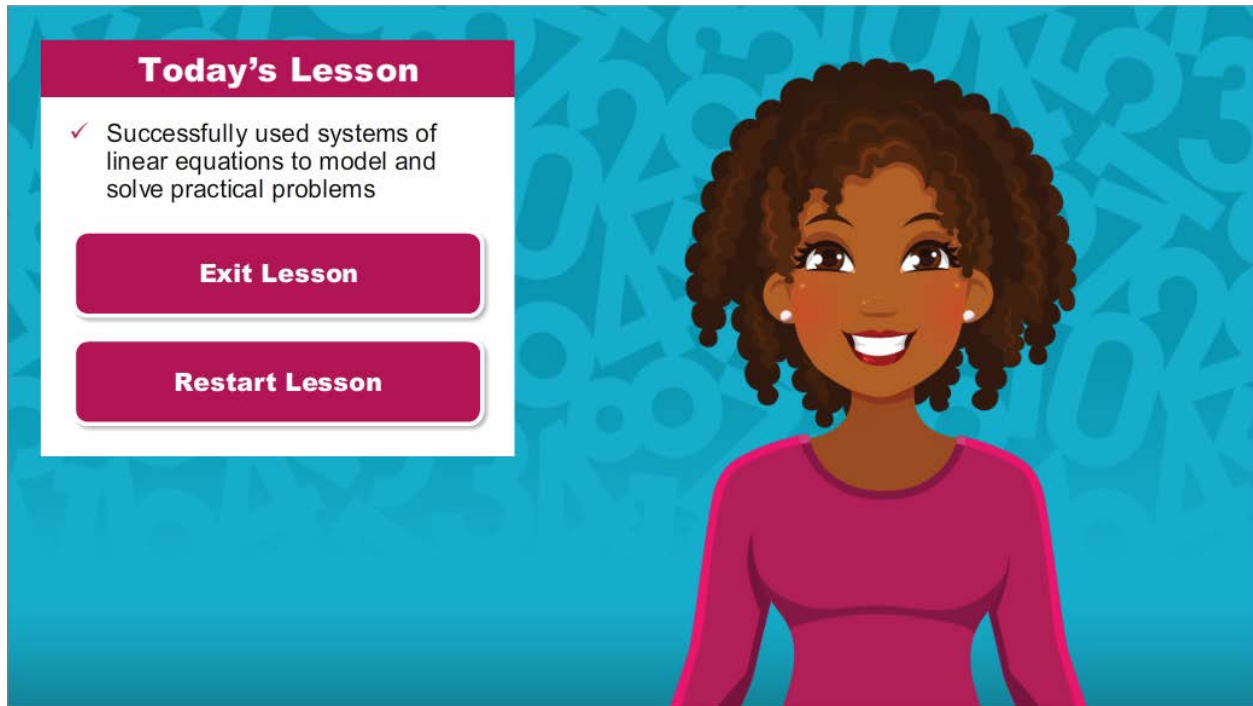 Today’s Lesson
✓ Successfully used systems of
linear equations to model and
solve practical problems
Exit Lesson
Restart Lesson